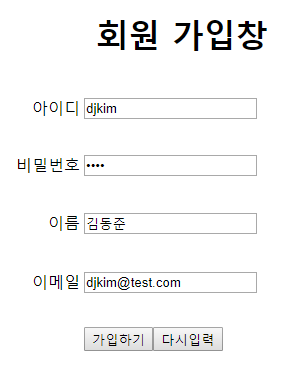 회원 가입창
아이디 djkim
비밀번호 ••••
이름 김동준
이메일 djkim@test.com
가입하기 다시입력